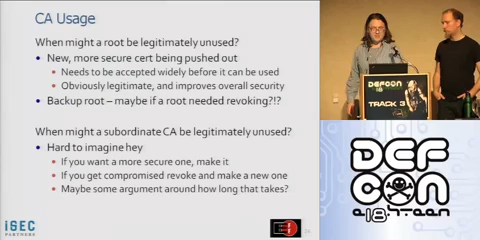 CA Usage
When might a root be legitimately unused?
New, more secure cert being pushed out
Needs to be accepted widely before it can be used
Obviously legitimate, and improves overall security
Backup root – maybe if a root needed revoking?!?
When might a subordinate CA be legitimately unused?
Hard to imagine hey
If you want a more secure one, make it
If you get compromised revoke and make a new one
Maybe some argument around how long that takes?
iSEC
PARTNERS
DEFCON
TRACK 3
DEF
CON
18